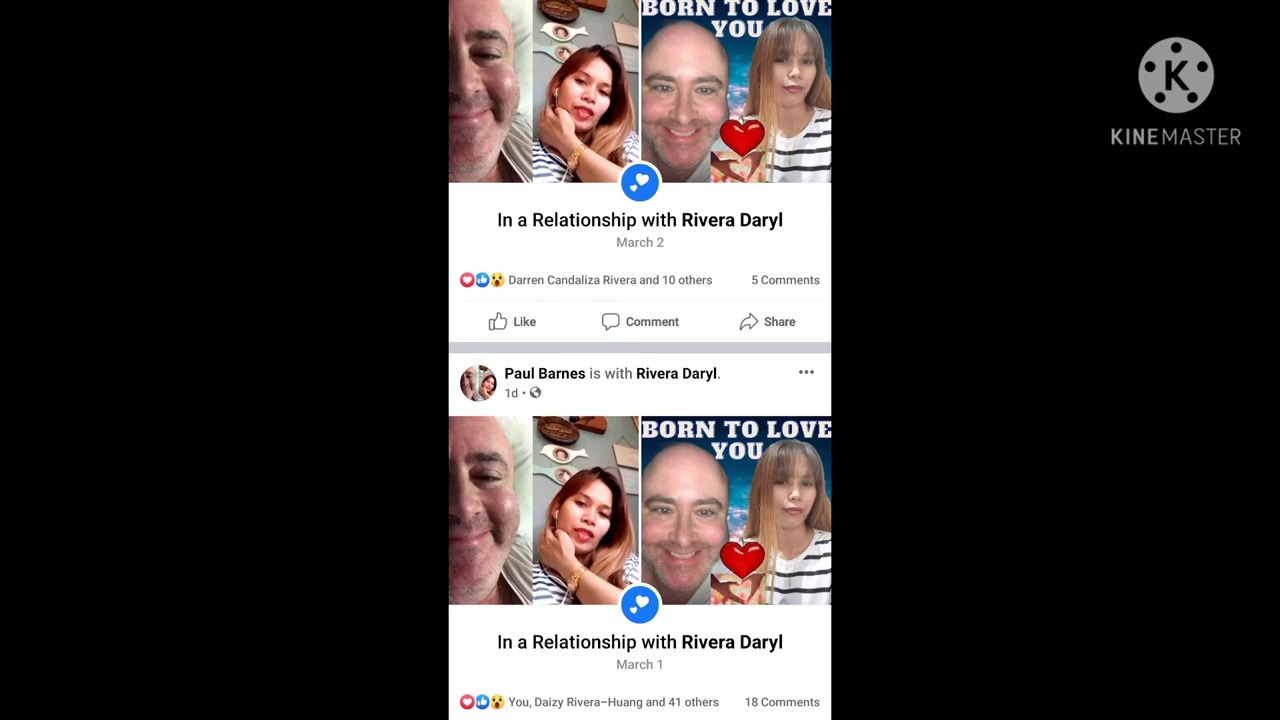 BORN TO LOVE
YOU
KINEMASTER
In a Relationship with Rivera Daryl
March 2
Darren Candaliza Rivera and 10 others 5 Comments
Like Comment Share
Paul Barnes is with Rivera Daryl.
1d
BORN TO LOVE
YOU
In a Relationship with Rivera Daryl
March 1
You, Daizy Rivera-Huang and 41 others 18 Comments